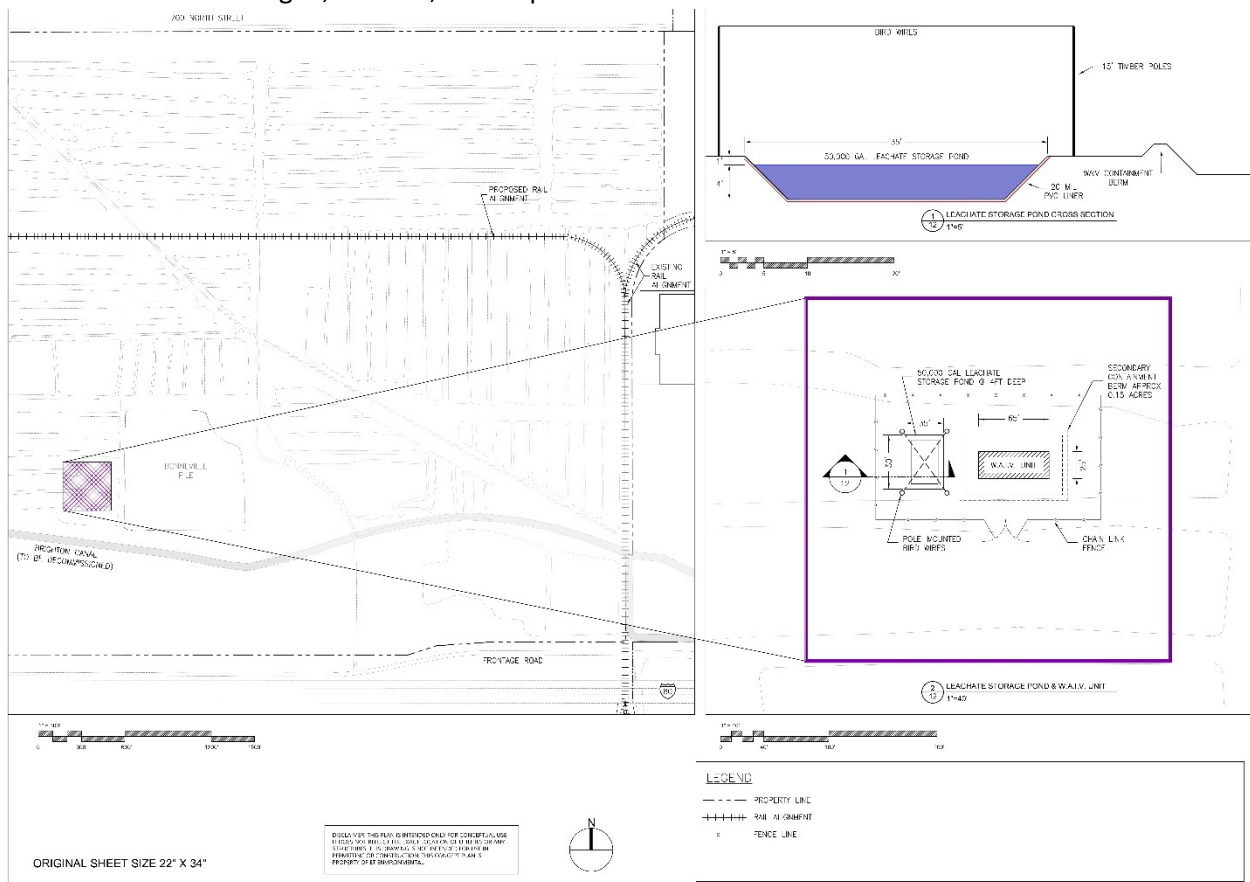 700 NORTH STREET
PROPOSED RAIL
ALIGNMENT
EXISTING
RAIL
ALIGNMENT
BONNEVILLE
PILE
BRIGHTON CANAL
(TO BE DECOMMISSIONED)
FRONTAGE ROAD
80
0
300
600'
1200'
N
ORIGINAL SHEET SIZE 22" X 34"
BIRD WIRES
15' TIMBER POLES
35'
50,000 GAL LEACHATE STORAGE POND
1'
4'
20 MIL
PVC LINER
WAIV CONTAINMENT
BERM
1
12
LEACHATE STORAGE POND CROSS SECTION
1"=5'
0
5
10
20'
50,000 GAL LEACHATE
STORAGE POND @ 4FT DEEP
SECONDARY
CONTAINMENT
BERM APPROX
0.15 ACRES
35'
65'
W.A.I.V. UNIT
25'
1
12
POLE MOUNTED
BIRD WIRES
CHAIN LINK
FENCE
2
12
LEACHATE STORAGE POND & W.A.I.V. UNIT
1"=40'
0
40'
LEGEND
PROPERTY LINE
RAIL ALIGNMENT
x FENCE LINE